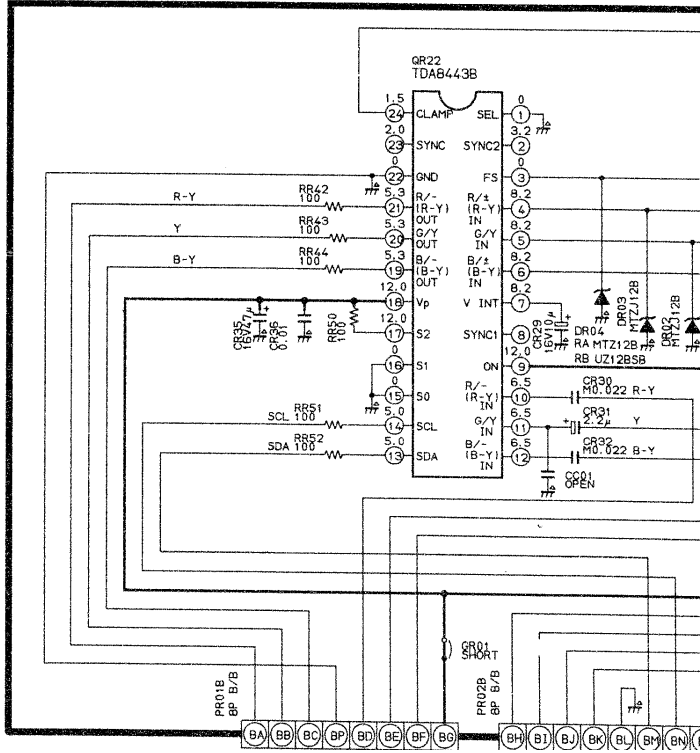 QR22
TDA8443B
1.5
24 CLAMP
2.0
23 SYNC
0
22 GND
5.3
21 R/-
(R-Y)
OUT
5.3
20 G/Y
OUT
5.3
19 B/-
(B-Y)
OUT
12.0
18 Vp
12.0
17 S2
0
16 S1
0
15 S0
5.0
14 SCL
5.0
13 SDA
0
SEL 1
3.2
SYNC2 2
0
FS 3
8.2
R/± 4
(R-Y)
IN
8.2
G/Y 5
IN
8.2
B/± 6
(B-Y)
IN
8.2
V INT 7
SYNC1 8
12.0
ON 9
6.5
R/- 10
(R-Y)
IN
6.5
G/Y 11
IN
6.5
B/- 12
(B-Y)
IN
R-Y
RR42
100
Y
RR43
100
B-Y
RR44
100
CR35
16V47µ
+
CR36
0.01
RR50
100
SCL
RR51
100
SDA
RR52
100
CR29
16V10µ
+
DR04
RA MTZ12B
RB UZ12BSB
DR03
MTZJ12B
DR02
MTZJ12B
CR30
M0.022 R-Y
CR31
+ 2.2µ Y
CR32
M0.022 B-Y
CC01
OPEN
GR01
SHORT
PR01B
8P B/B
BA BB BC BP BD BE BF BG
PR02B
8P B/B
BH BI BJ BK BL BM BN